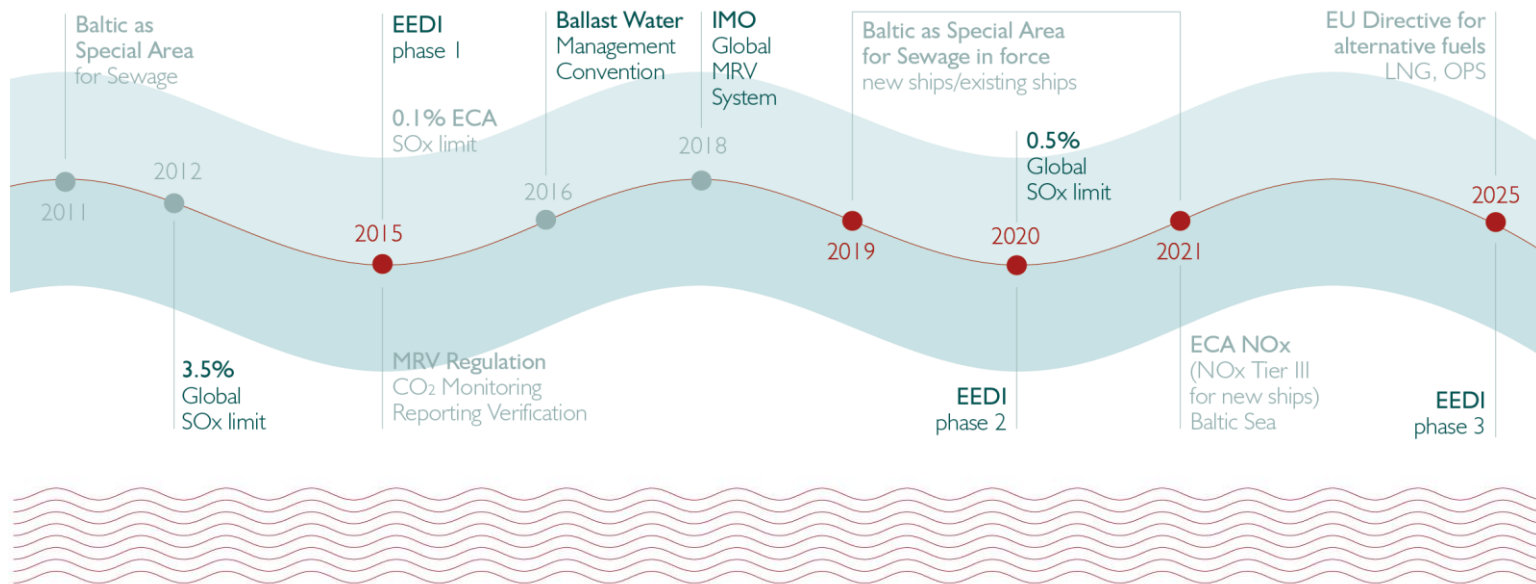 Baltic as
Special Area
for Sewage
2011
2012
3.5%
Global
SOx limit
EEDI
phase 1
0.1% ECA
SOx limit
2015
MRV Regulation
CO₂ Monitoring
Reporting Verification
Ballast Water
Management
Convention
2016
IMO
Global
MRV
System
2018
Baltic as Special Area
for Sewage in force
new ships/existing ships
2019
0.5%
Global
SOx limit
2020
EEDI
phase 2
2021
ECA NOx
(NOx Tier III
for new ships)
Baltic Sea
EU Directive for
alternative fuels
LNG, OPS
2025
EEDI
phase 3